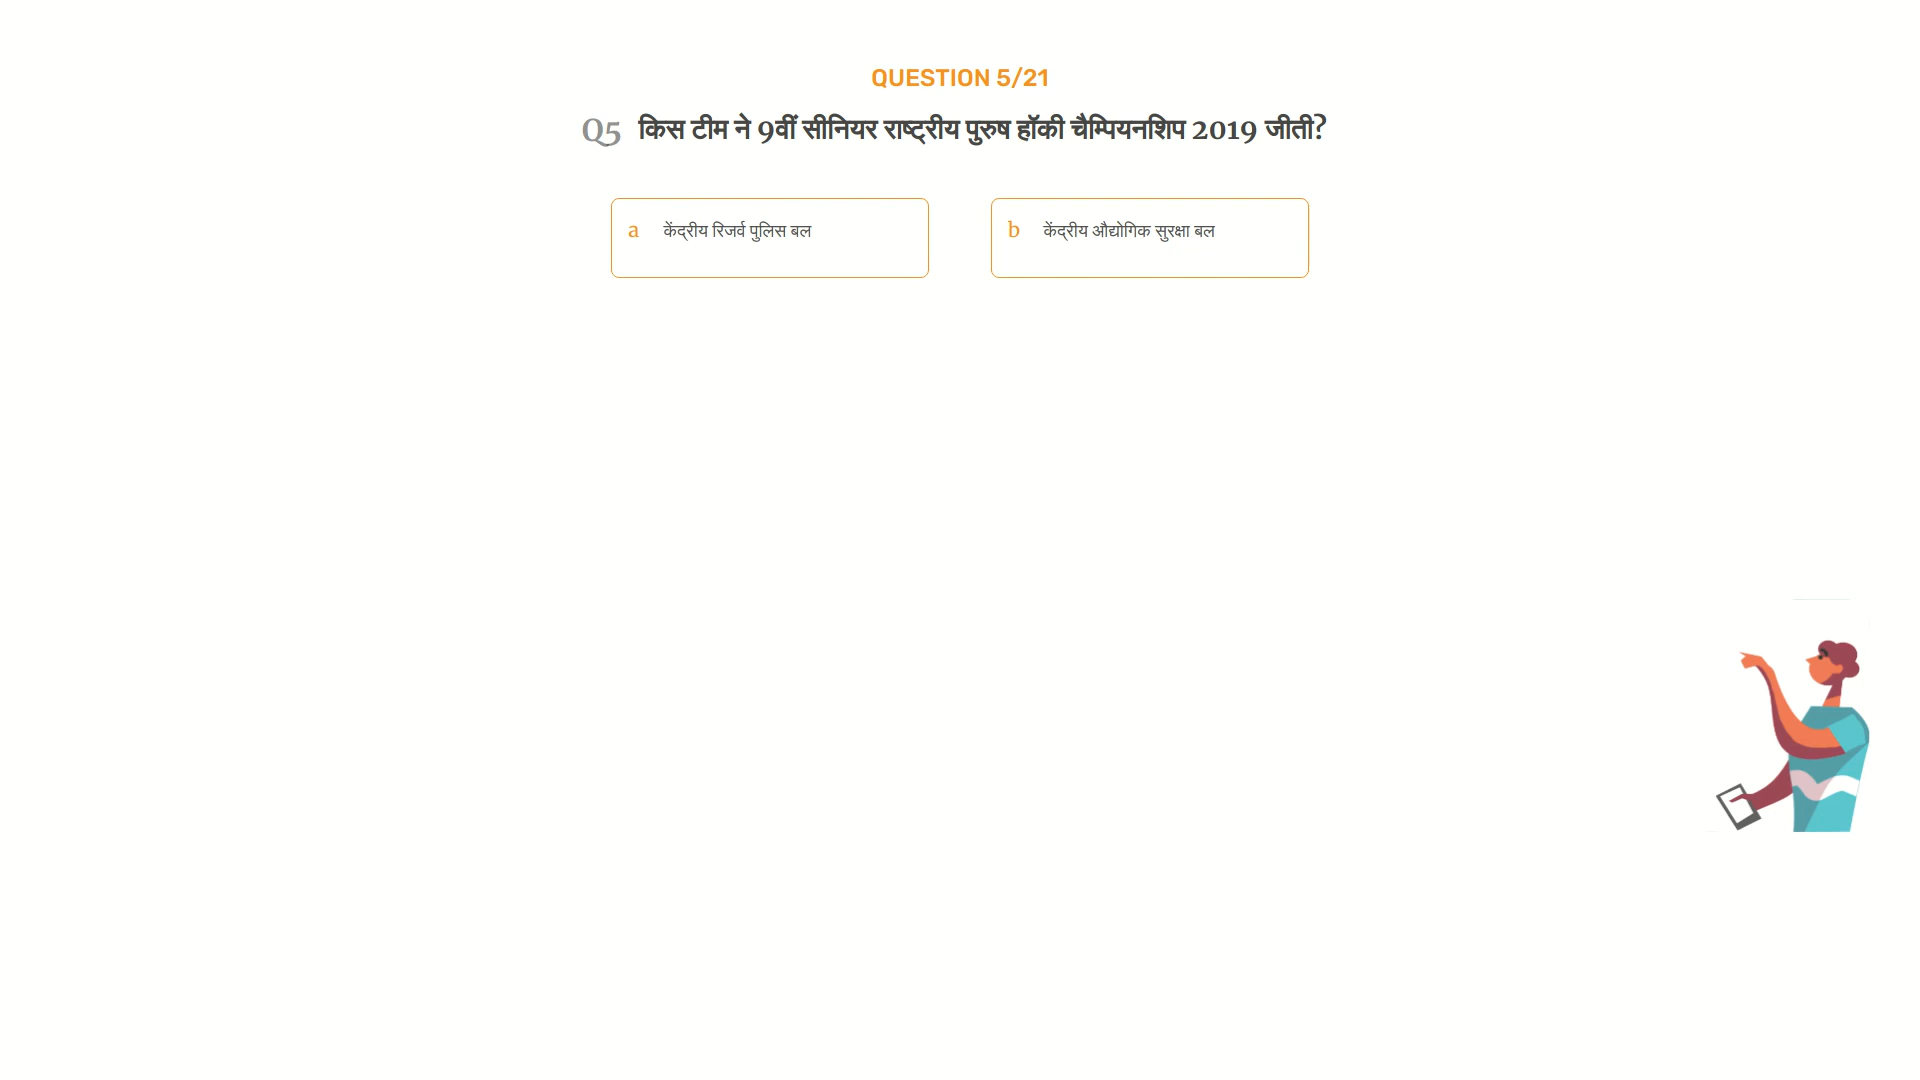 QUESTION 5/21
Q5 किस टीम ने 9वीं सीनियर राष्ट्रीय पुरुष हॉकी चैम्पियनशिप 2019 जीती?
a केंद्रीय रिजर्व पुलिस बल
b केंद्रीय औद्योगिक सुरक्षा बल